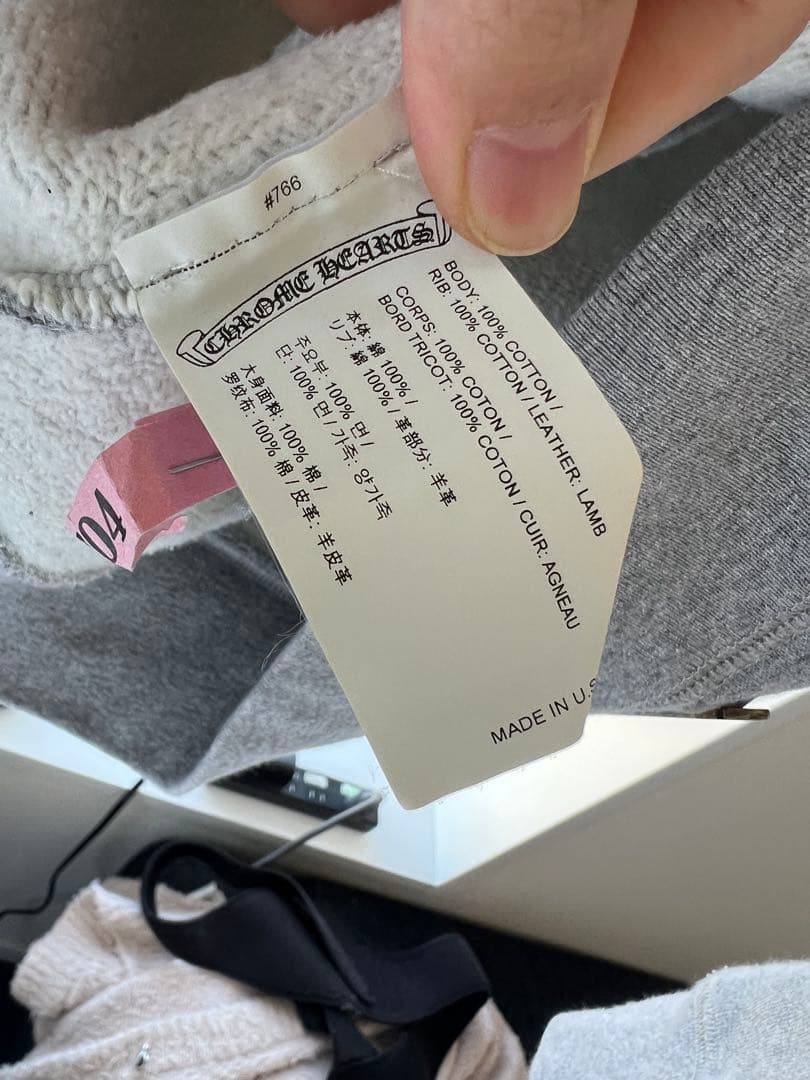 #766
CHROME HEARTS
BODY: 100% COTTON /
RIB: 100% COTTON / LEATHER: LAMB
CORPS: 100% COTON /
BORD TRICOT: 100% COTON / CUIR: AGNEAU
本体: 綿 100% /
リブ: 綿 100% / 革部分: 羊革
주요부: 100% 면 /
단: 100% 면 / 가죽: 양가죽
大身面料: 100% 棉 /
罗纹布: 100% 棉 / 皮革: 羊皮革
MADE IN U.S
40